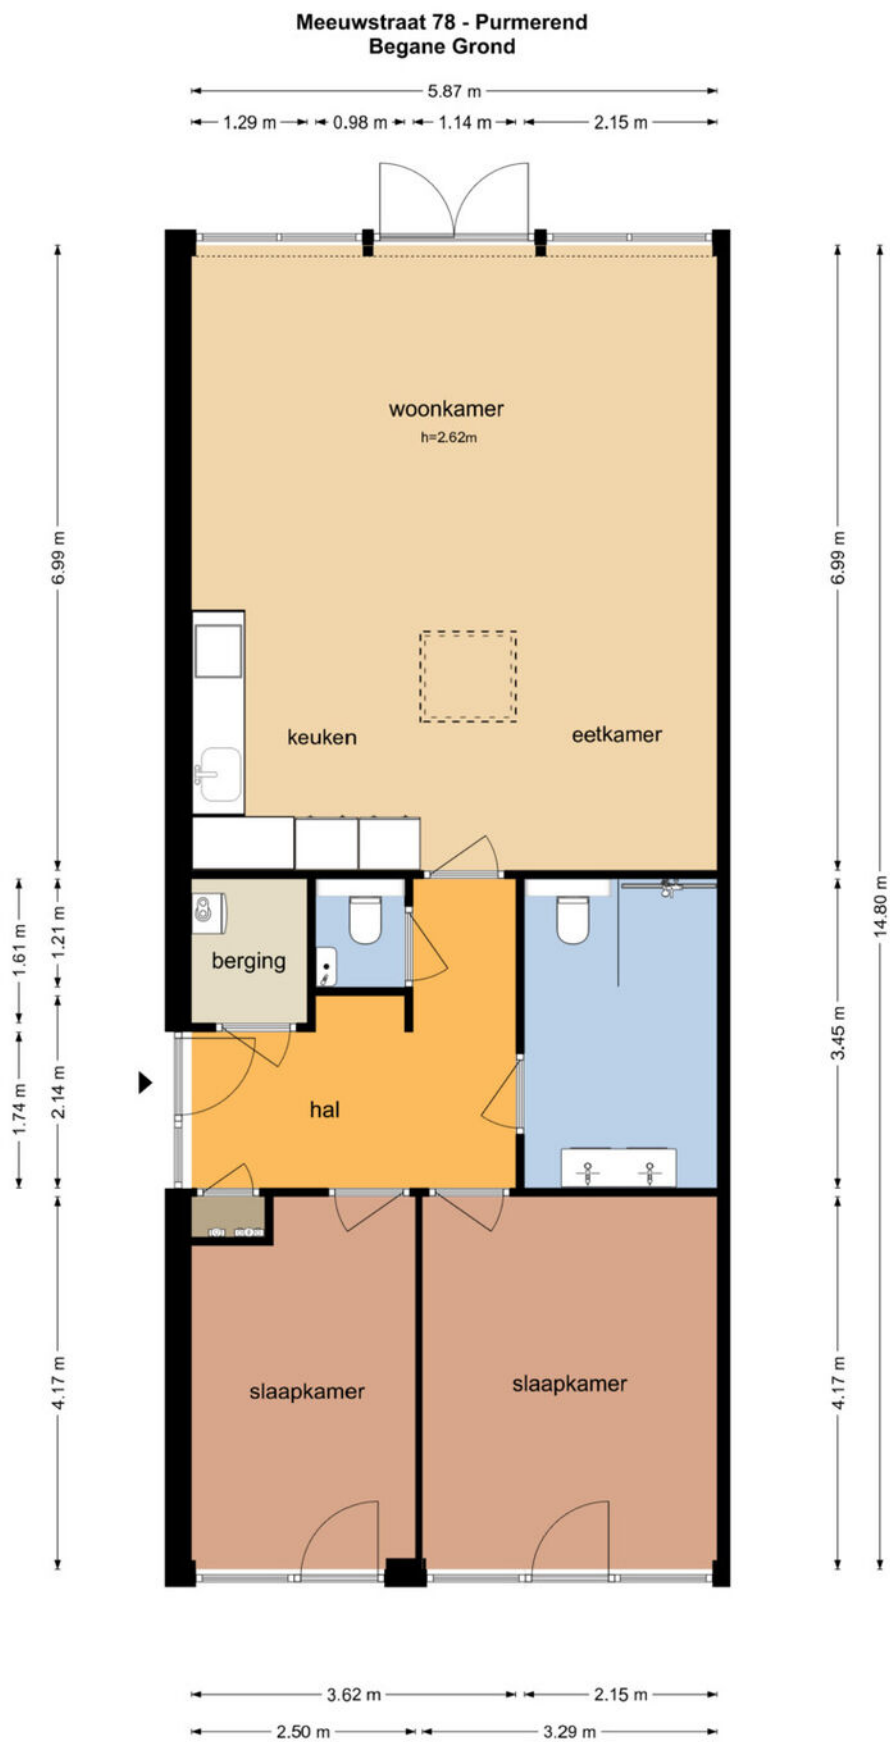 Meeuwstraat 78 - Purmerend
Begane Grond
5.87 m
1.29 m
0.98 m
1.14 m
2.15 m
woonkamer
h=2.62m
6.99 m
6.99 m
keuken
eetkamer
14.80 m
1.61 m
1.21 m
berging
3.45 m
1.74 m
2.14 m
hal
4.17 m
slaapkamer
slaapkamer
4.17 m
3.62 m
2.15 m
2.50 m
3.29 m